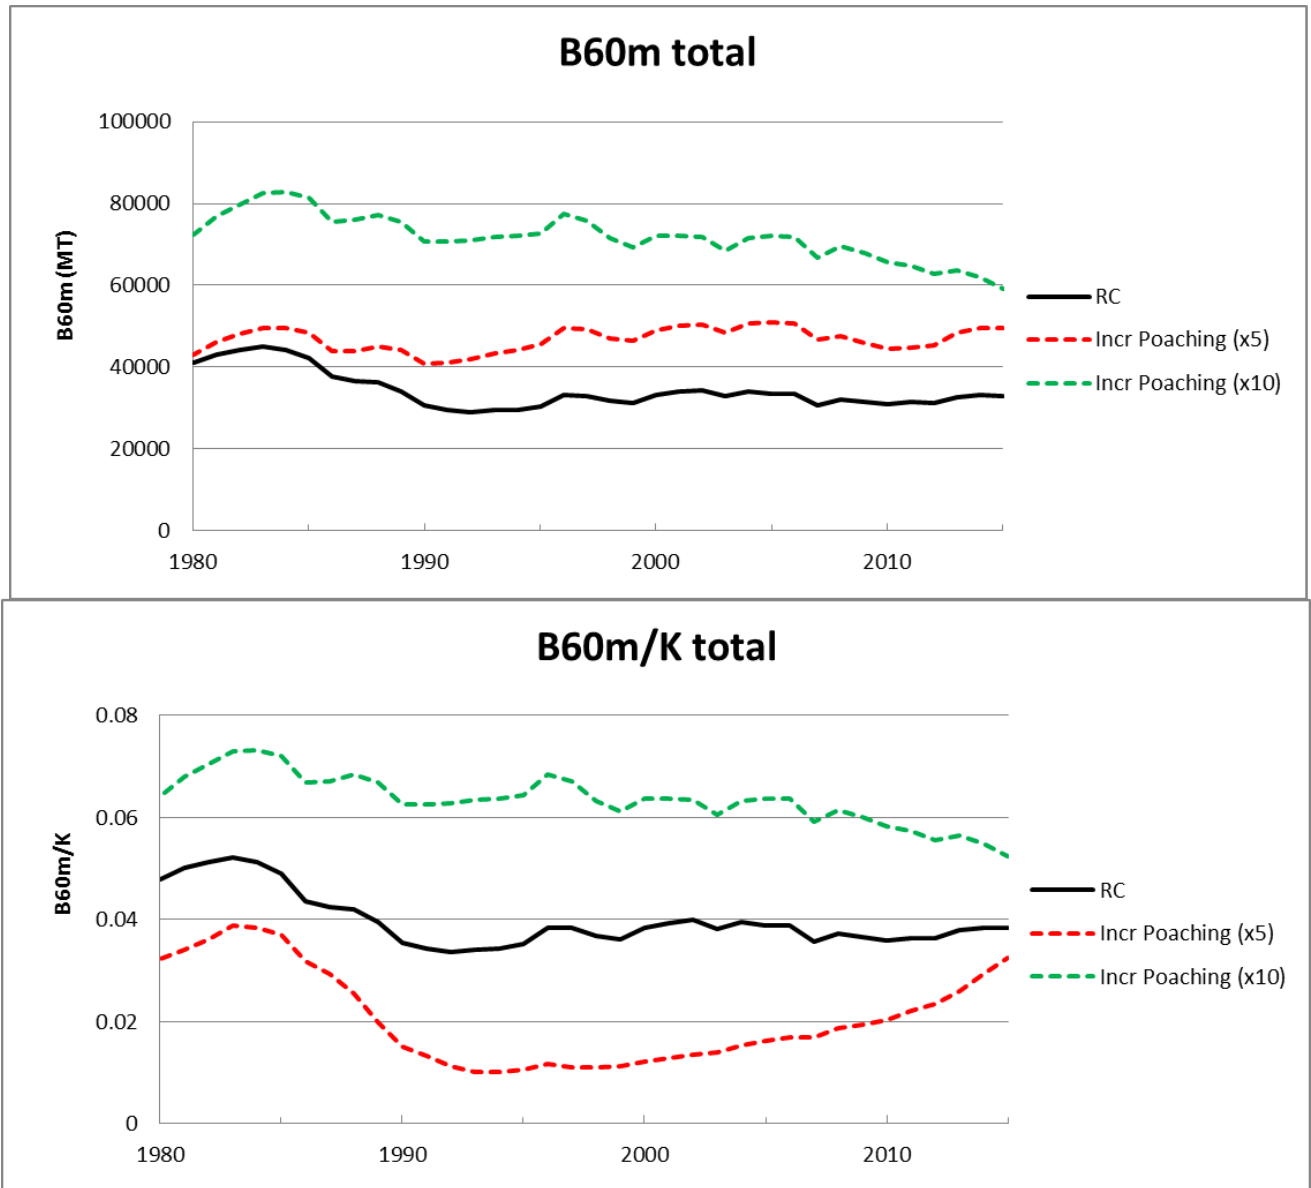 B60m total
100000
80000
60000
40000
20000
0
B60m (MT)
1980
1990
2000
2010
RC
Incr Poaching (x5)
Incr Poaching (x10)
B60m/K total
0.08
0.06
0.04
0.02
0
B60m/K
1980
1990
2000
2010
RC
Incr Poaching (x5)
Incr Poaching (x10)